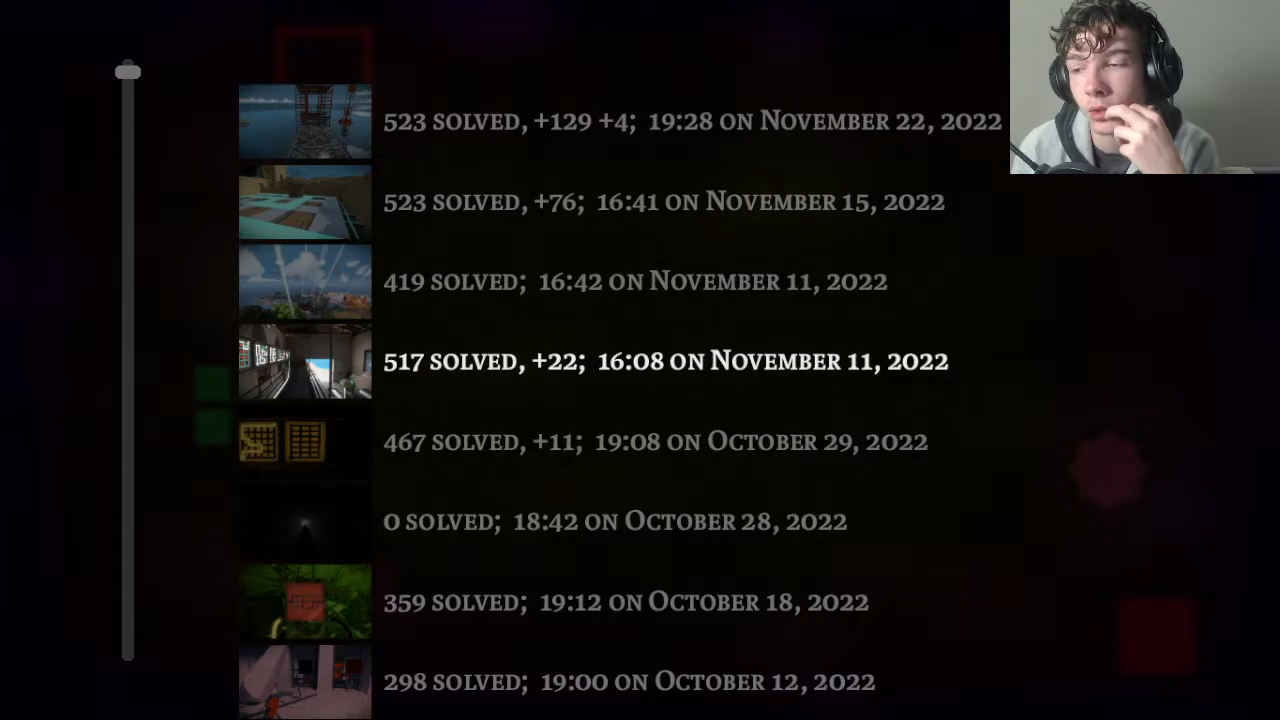 523 SOLVED, +129 +4; 19:28 ON NOVEMBER 22, 2022
523 SOLVED, +76; 16:41 ON NOVEMBER 15, 2022
419 SOLVED; 16:42 ON NOVEMBER 11, 2022
517 SOLVED, +22; 16:08 ON NOVEMBER 11, 2022
467 SOLVED, +11; 19:08 ON OCTOBER 29, 2022
0 SOLVED; 18:42 ON OCTOBER 28, 2022
359 SOLVED; 19:12 ON OCTOBER 18, 2022
298 SOLVED; 19:00 ON OCTOBER 12, 2022